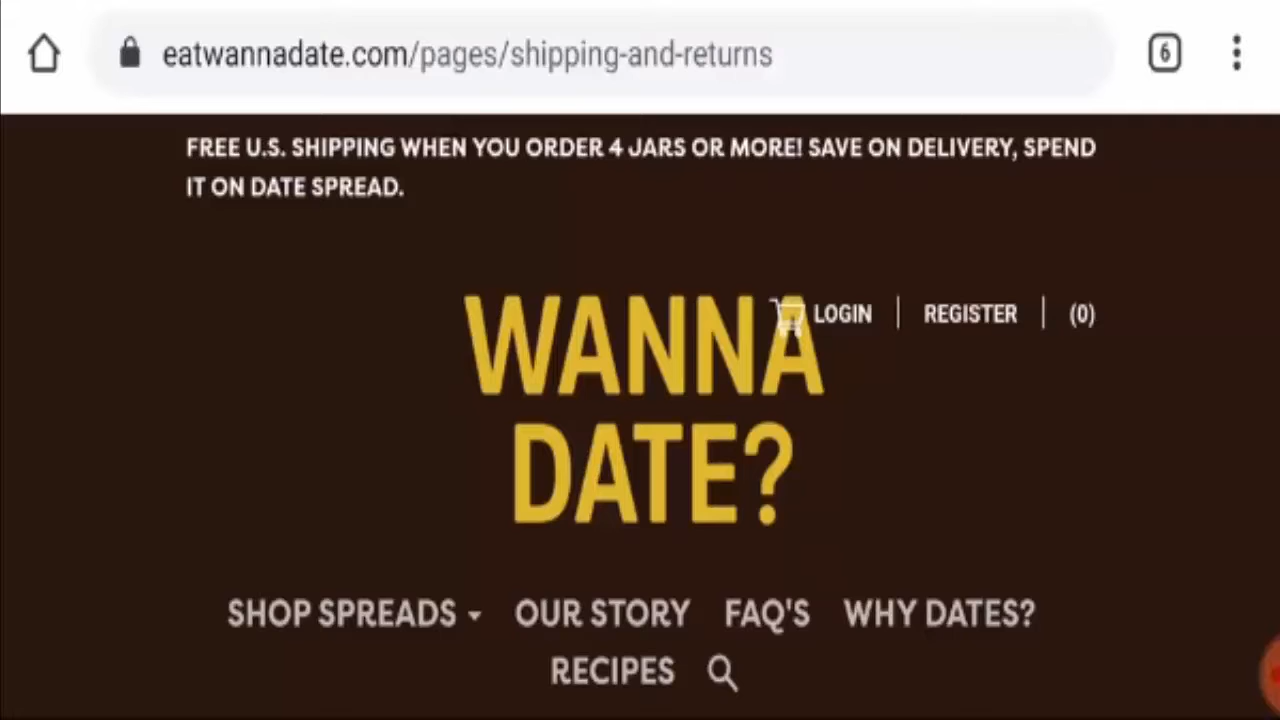 eatwannadate.com/pages/shipping-and-returns 6
FREE U.S. SHIPPING WHEN YOU ORDER 4 JARS OR MORE! SAVE ON DELIVERY, SPEND
IT ON DATE SPREAD.
LOGIN | REGISTER | (0)
WANNA
DATE?
SHOP SPREADS OUR STORY FAQ'S WHY DATES?
RECIPES